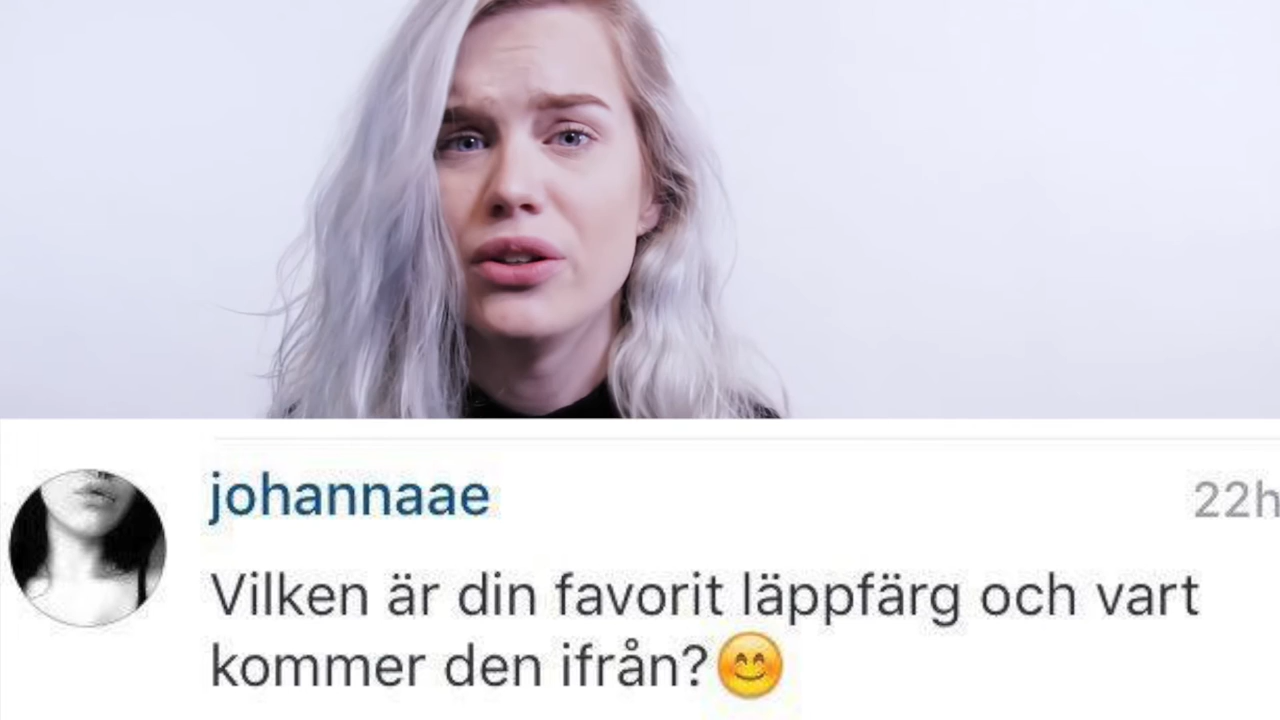 johannaae
22h
Vilken är din favorit läppfärg och vart
kommer den ifrån?😊